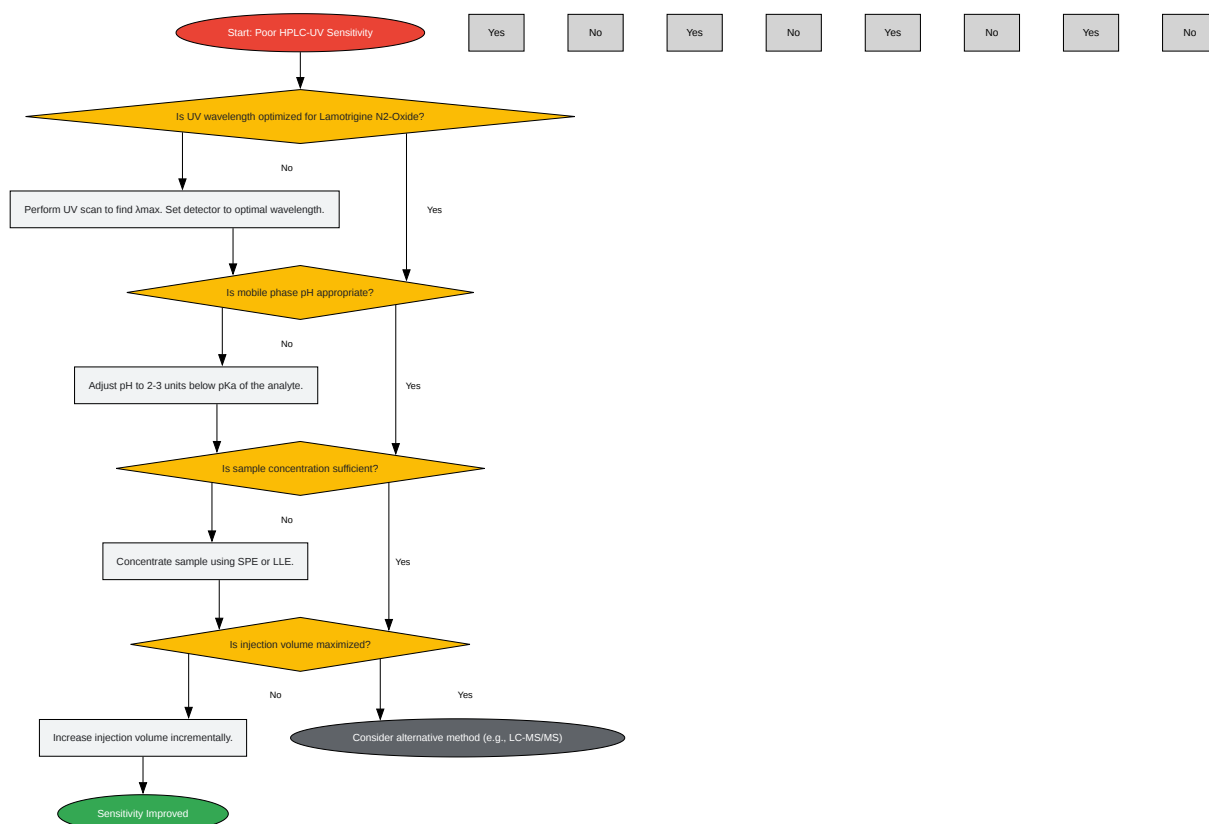 Start: Poor HPLC-UV Sensitivity
Yes
No
Yes
No
Yes
No
Yes
No
Is UV wavelength optimized for Lamotrigine N2-Oxide?
No
Perform UV scan to find λmax. Set detector to optimal wavelength.
Yes
Is mobile phase pH appropriate?
No
Adjust pH to 2-3 units below pKa of the analyte.
Yes
Is sample concentration sufficient?
No
Concentrate sample using SPE or LLE.
Yes
Is injection volume maximized?
No
Yes
Increase injection volume incrementally.
Consider alternative method (e.g., LC-MS/MS)
Sensitivity Improved